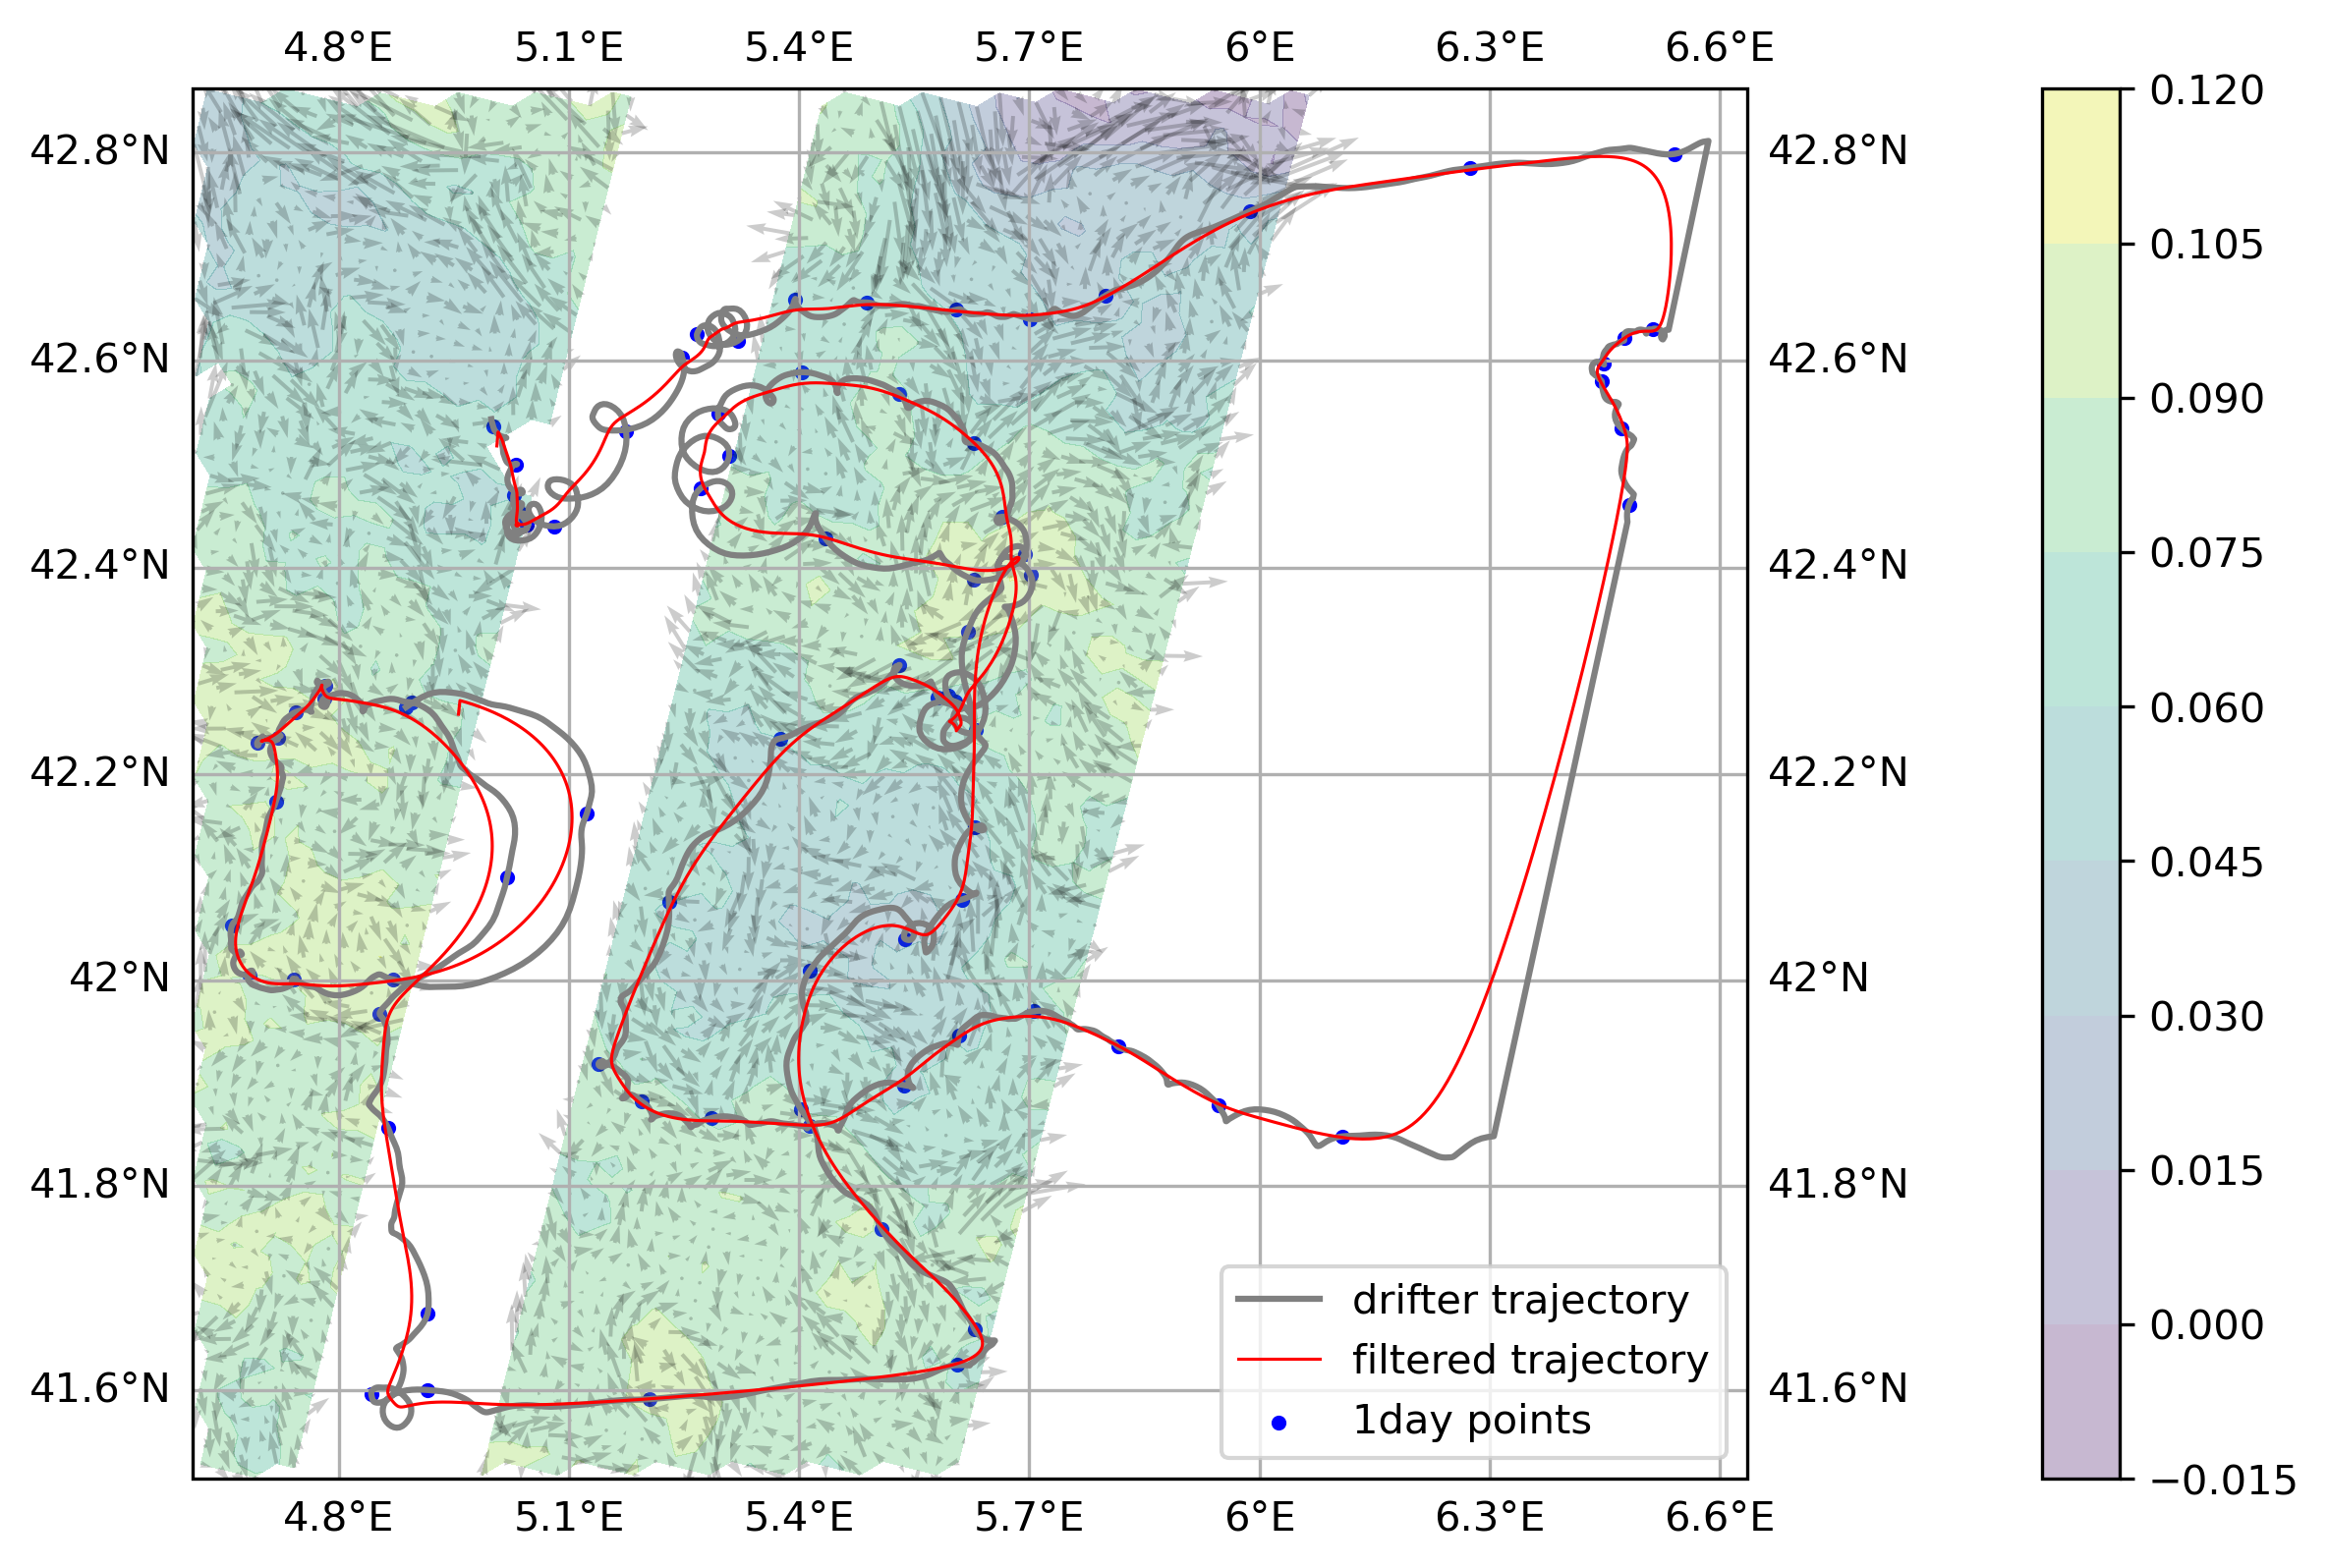 4.8°E 5.1°E 5.4°E 5.7°E 6°E 6.3°E 6.6°E
42.8°N 42.8°N
42.6°N 42.6°N
42.4°N 42.4°N
42.2°N 42.2°N
42°N 42°N
41.8°N 41.8°N
41.6°N 41.6°N
4.8°E 5.1°E 5.4°E 5.7°E 6°E 6.3°E 6.6°E
drifter trajectory
filtered trajectory
1day points
0.120
0.105
0.090
0.075
0.060
0.045
0.030
0.015
0.000
−0.015